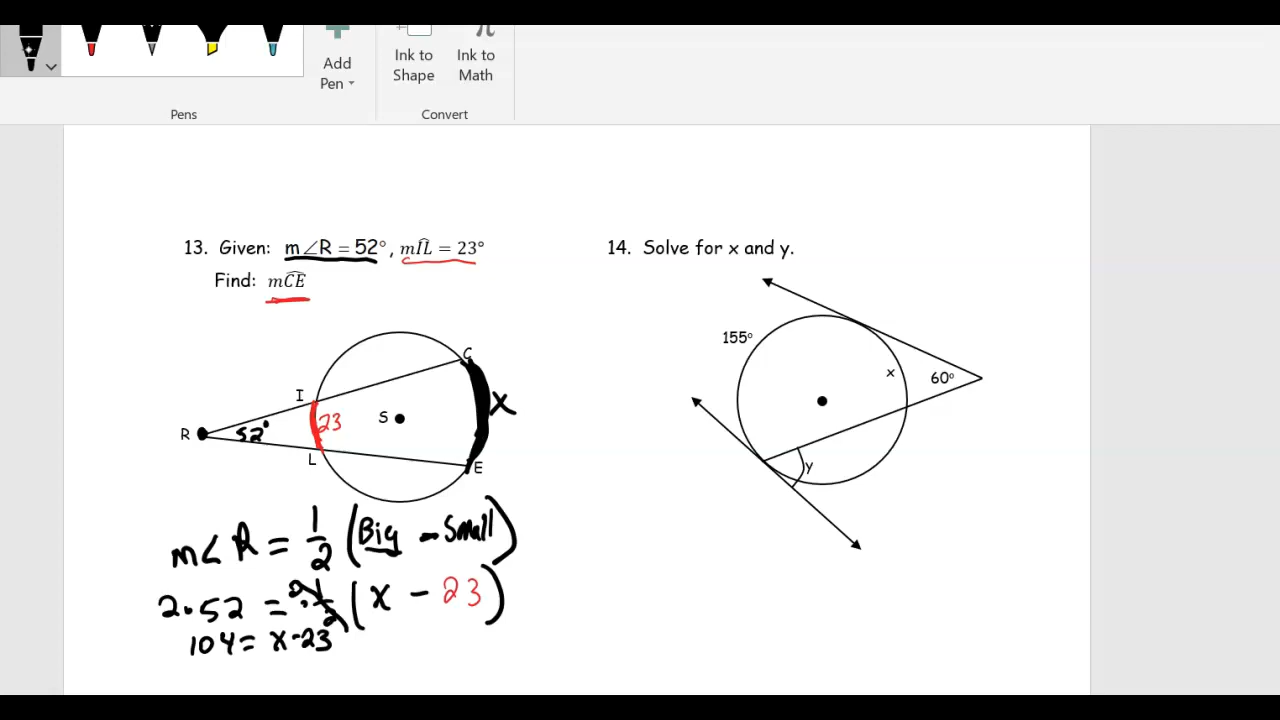 Add
Pen
Ink to
Shape
Ink to
Math
Pens
Convert
13. Given: m∠R = 52°, mIL = 23°
Find: mCE
14. Solve for x and y.
155°
C
I
x
60°
X
R
52°
23
S
L
E
y
m∠R = 1/2 (Big - Small)
2·52 = 2·1/2 (x - 23)
104 = x - 23